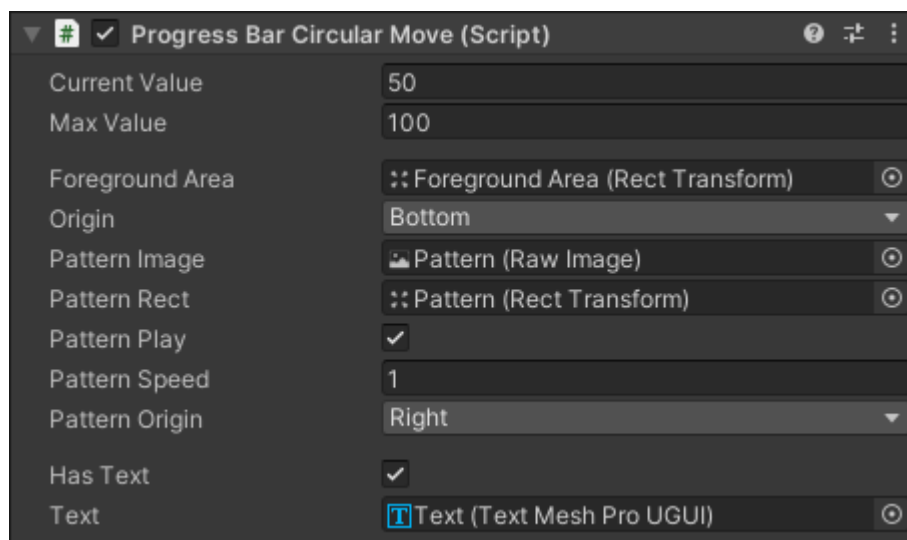 Progress Bar Circular Move (Script)
Current Value 50
Max Value 100
Foreground Area Foreground Area (Rect Transform)
Origin Bottom
Pattern Image Pattern (Raw Image)
Pattern Rect Pattern (Rect Transform)
Pattern Play
Pattern Speed 1
Pattern Origin Right
Has Text
Text Text (Text Mesh Pro UGUI)